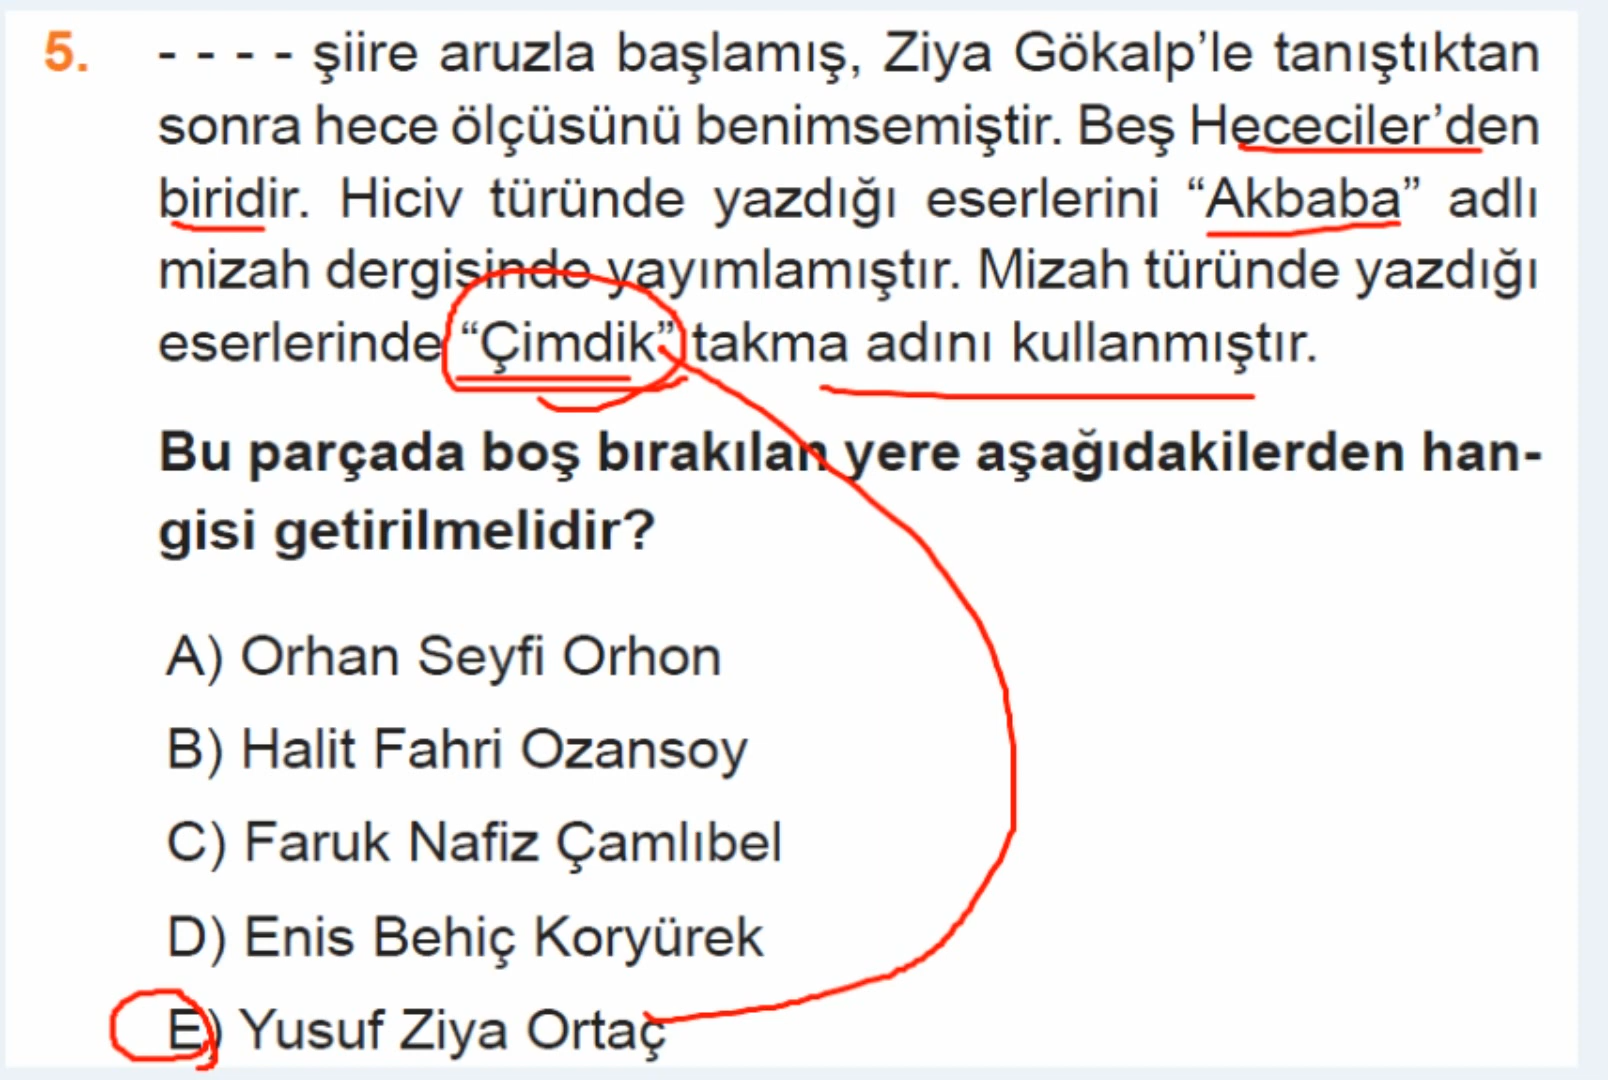 5. - - - - şiire aruzla başlamış, Ziya Gökalp’le tanıştıktan
sonra hece ölçüsünü benimsemiştir. Beş Hececiler’den
biridir. Hiciv türünde yazdığı eserlerini “Akbaba” adlı
mizah dergisinde yayımlamıştır. Mizah türünde yazdığı
eserlerinde “Çimdik” takma adını kullanmıştır.
Bu parçada boş bırakılan yere aşağıdakilerden han-
gisi getirilmelidir?
A) Orhan Seyfi Orhon
B) Halit Fahri Ozansoy
C) Faruk Nafiz Çamlıbel
D) Enis Behiç Koryürek
E) Yusuf Ziya Ortaç